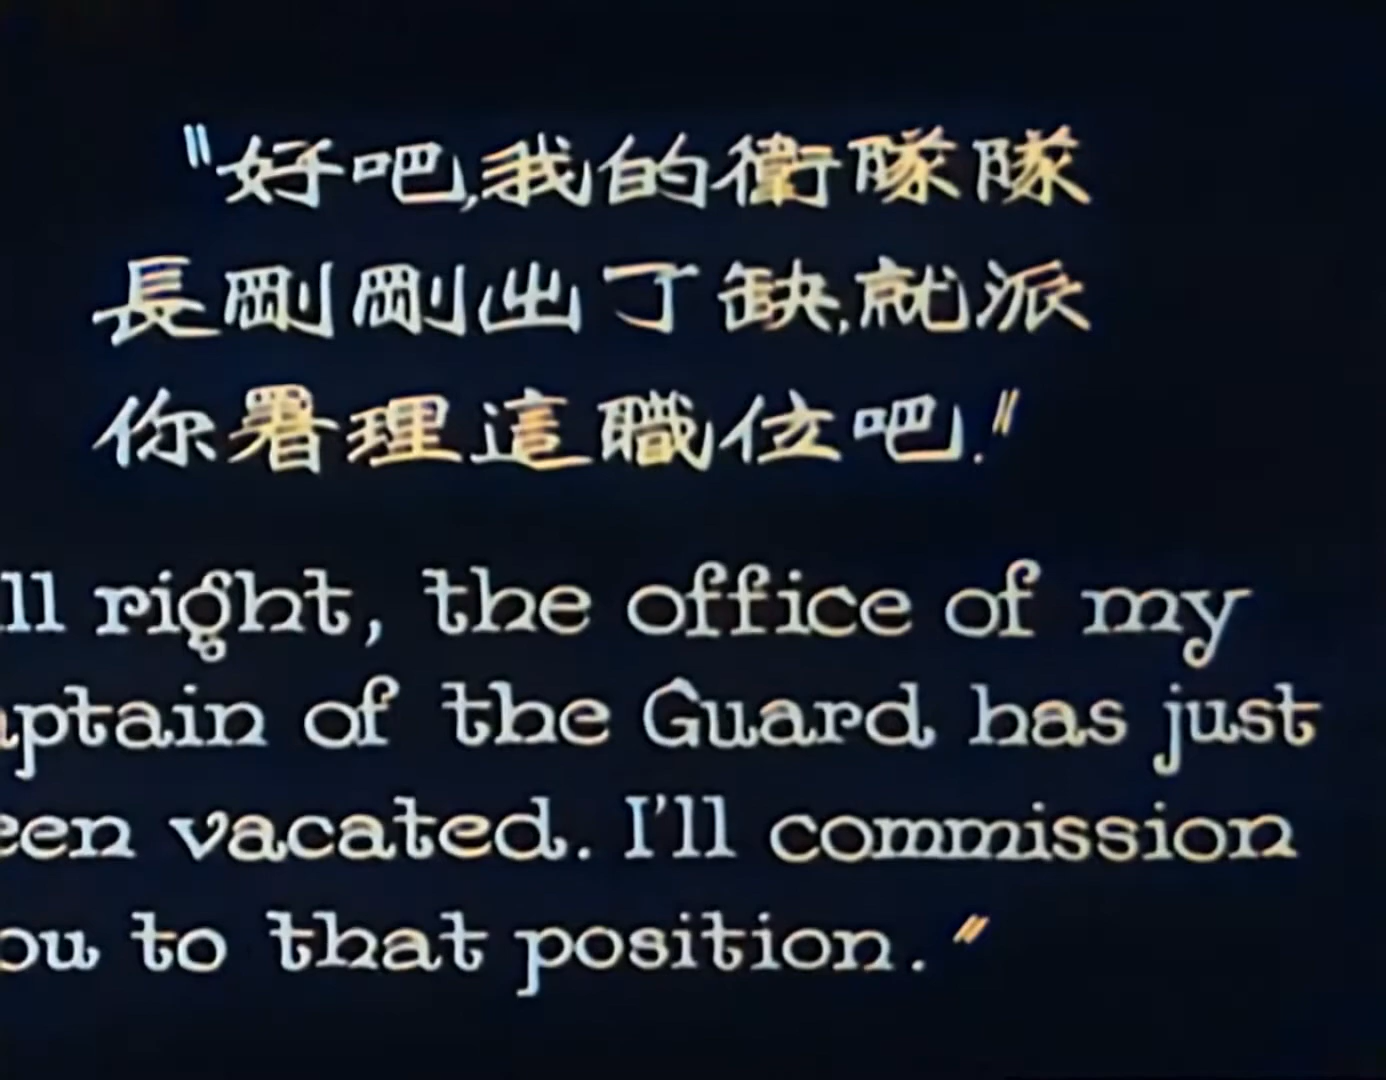 "好吧,我的衛隊隊
長剛剛出了缺,就派
你署理這職位吧."
ll right, the office of my
aptain of the Guard has just
een vacated. I'll commission
ou to that position."